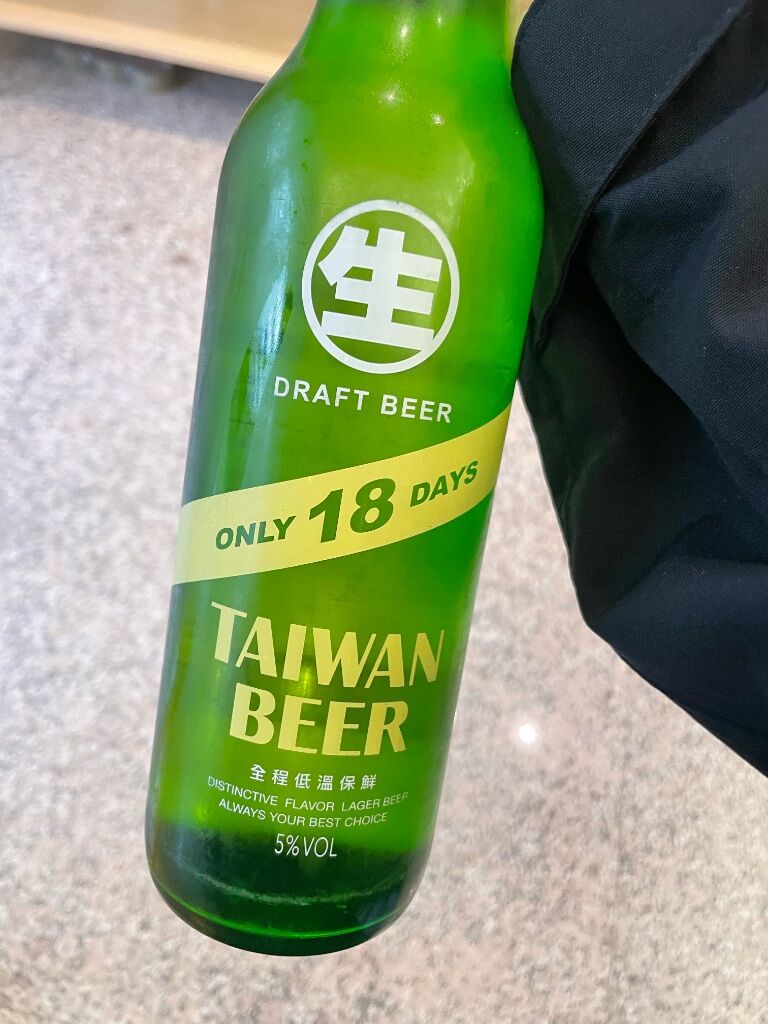 生
DRAFT BEER
ONLY 18 DAYS
TAIWAN
BEER
全程低溫保鮮
DISTINCTIVE FLAVOR LAGER BEER
ALWAYS YOUR BEST CHOICE
5%VOL